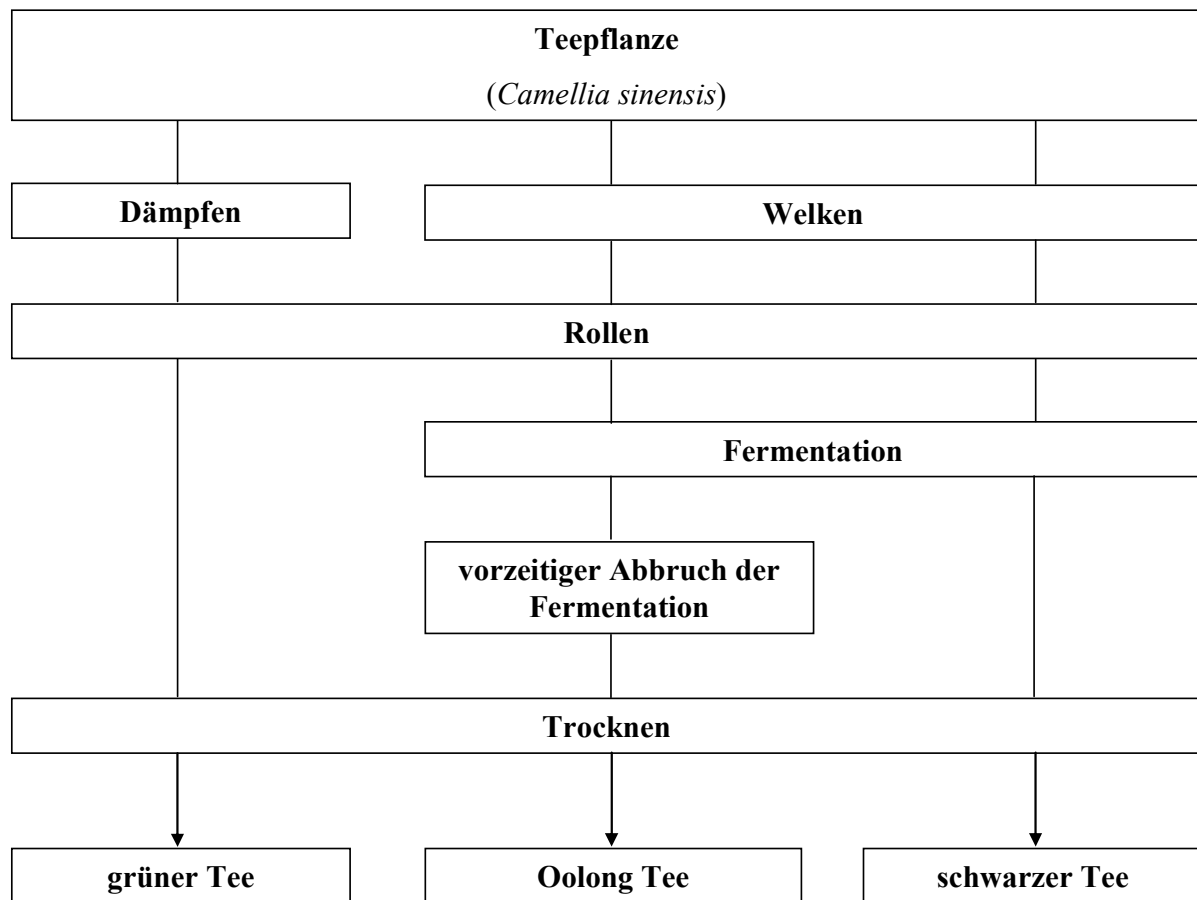 Teepflanze
(Camellia sinensis)
Dämpfen
Welken
Rollen
Fermentation
vorzeitiger Abbruch der
Fermentation
Trocknen
grüner Tee
Oolong Tee
schwarzer Tee